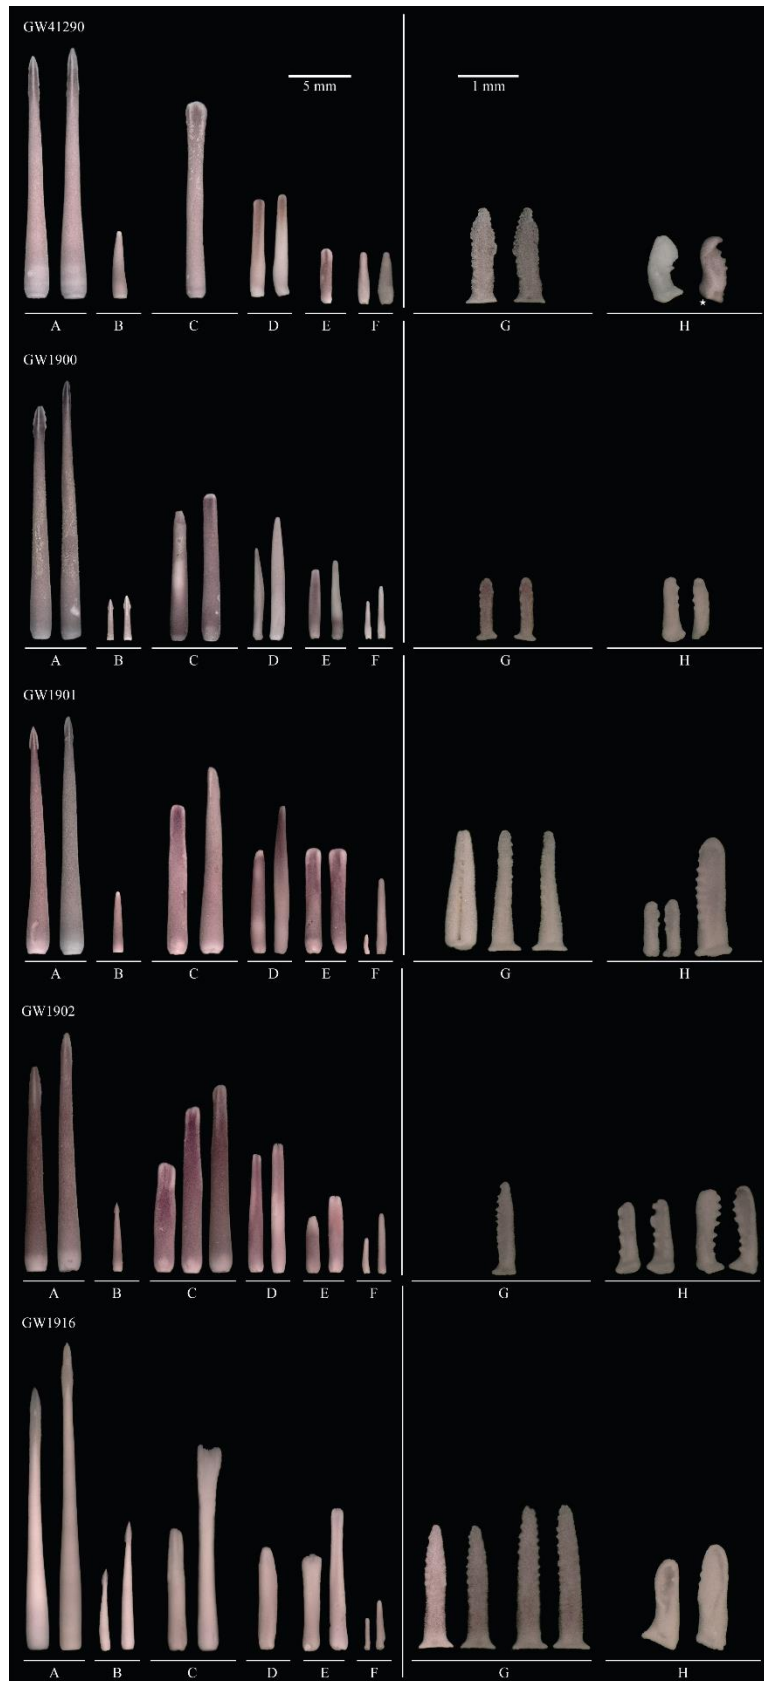 GW41290
5 mm
1 mm
A B C D E F G H
GW1900
A B C D E F G H
GW1901
A B C D E F G H
GW1902
A B C D E F G H
GW1916
A B C D E F G H